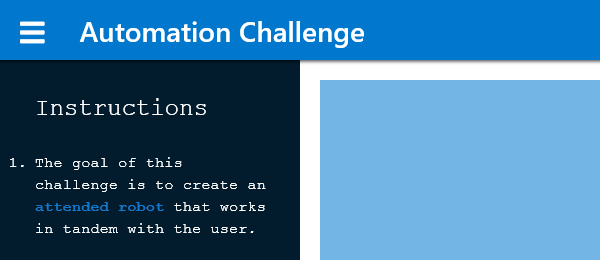 Automation Challenge
Instructions
1. The goal of this
challenge is to create an
attended robot that works
in tandem with the user.